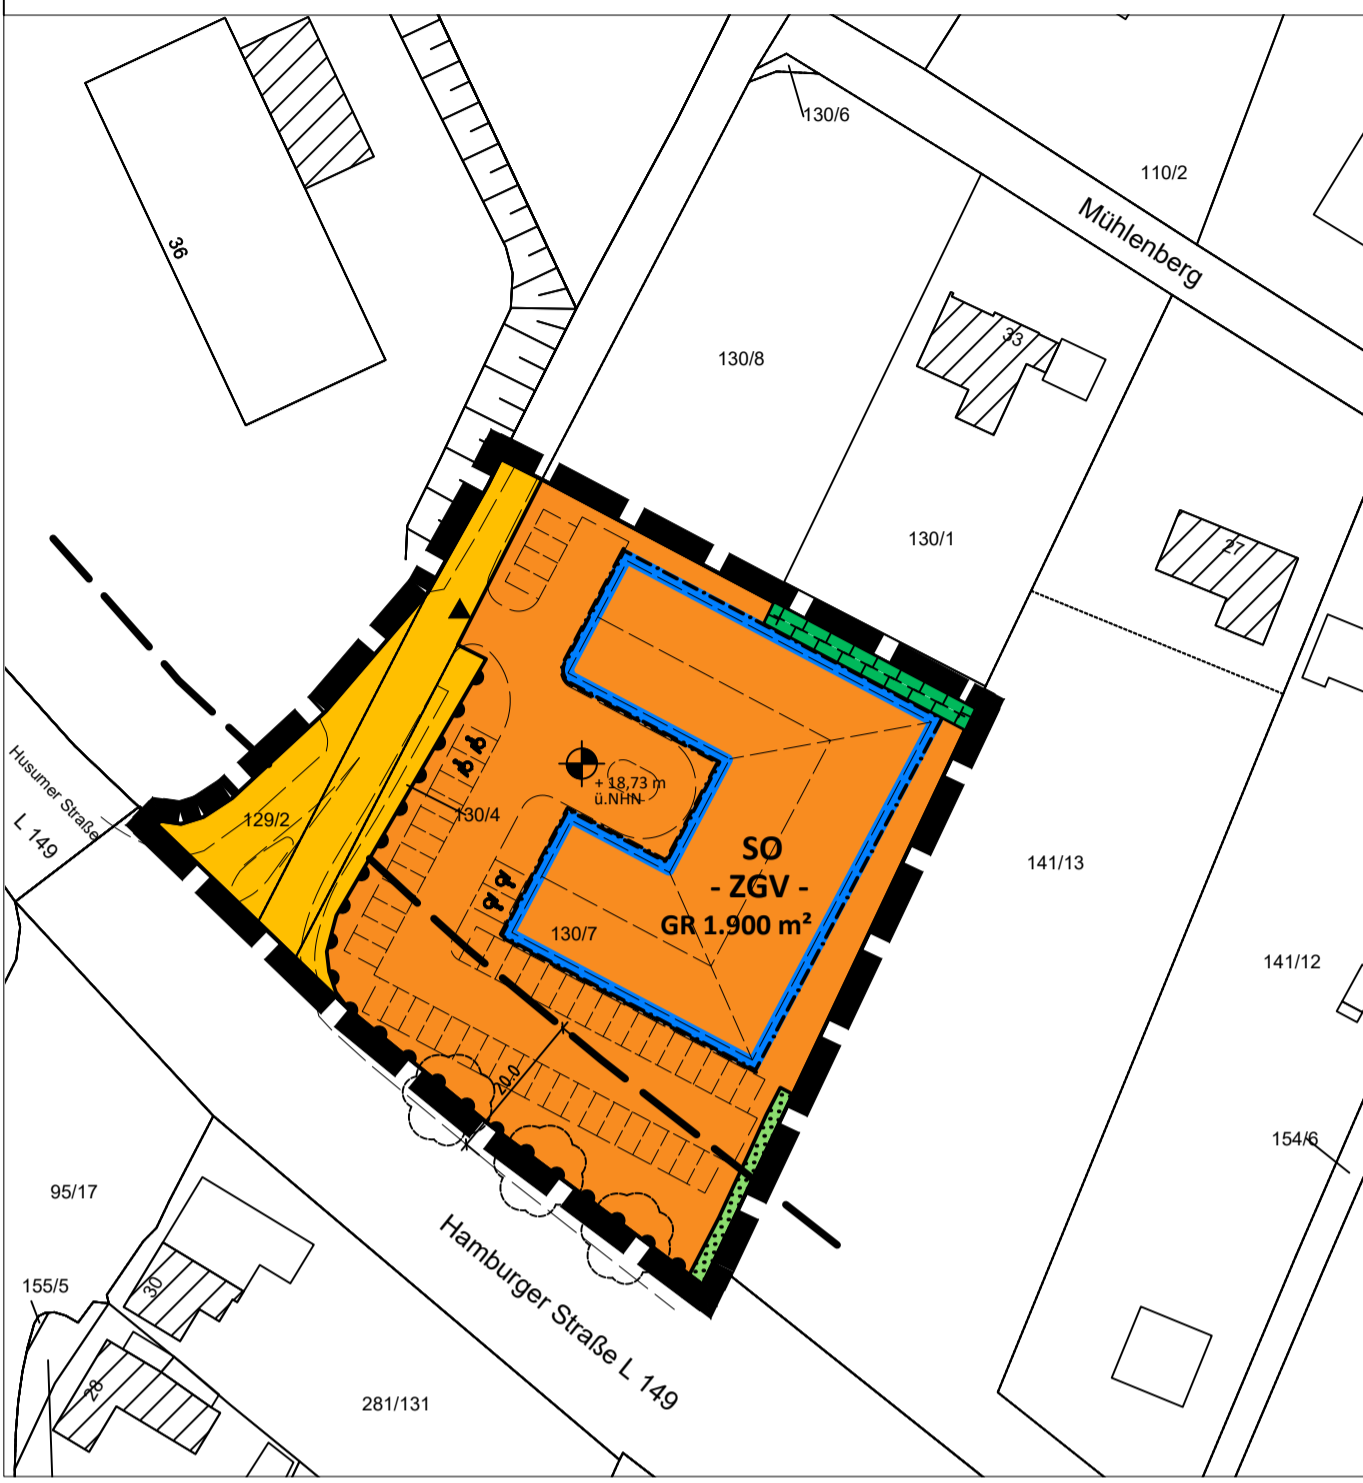 130/6
110/2
Mühlenberg
36
33
130/8
130/1
27
Husumer Straße
L 149
129/2
130/4
+ 18,73 m
ü.NHN
SO
- ZGV -
GR 1.900 m²
130/7
141/13
141/12
20.0
154/6
95/17
155/5
30
28
Hamburger Straße L 149
281/131